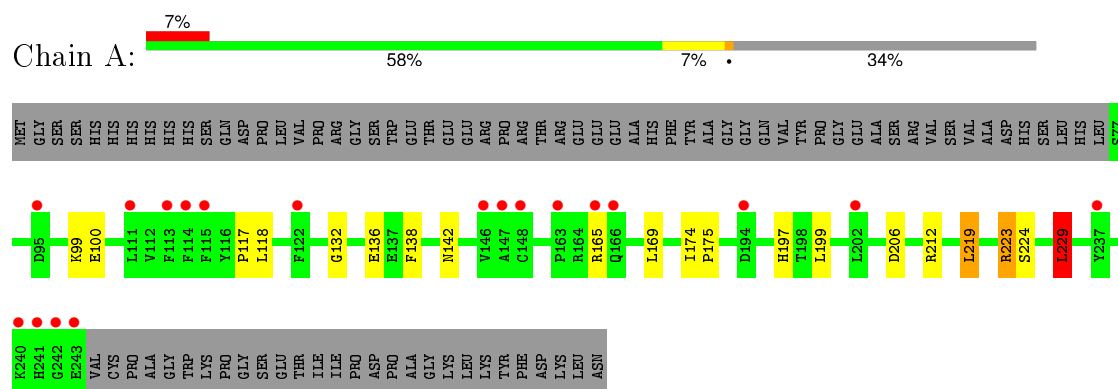 7%
Chain A:
58% 7% • 34%
MET GLY SER SER HIS HIS HIS HIS HIS HIS SER GLN ASP PRO LEU VAL PRO ARG GLY SER TRP GLU THR GLU GLU ARG PRO ARG THR ARG GLU GLU GLU ALA HIS PHE TYR ALA GLY GLY GLN VAL TYR PRO GLY GLU ALA SER ARG VAL SER VAL ALA ASP HIS SER LEU HIS LEU S77
D95 K99 E100 L111 V112 F113 F114 F115 Y116 P117 L118 F122 G132 E136 E137 F138 N142 V146 A147 C148 P163 R164 R165 Q166 L169 I174 P175 D194 H197 T198 L199 L202 D206 R212 L219 R223 S224 L229 Y237
K240 H241 G242 E243 VAL CYS PRO ALA GLY TRP LYS PRO GLY SER GLU THR ILE ILE PRO ASP PRO ALA GLY LYS LEU LYS TYR PHE ASP LYS LEU ASN